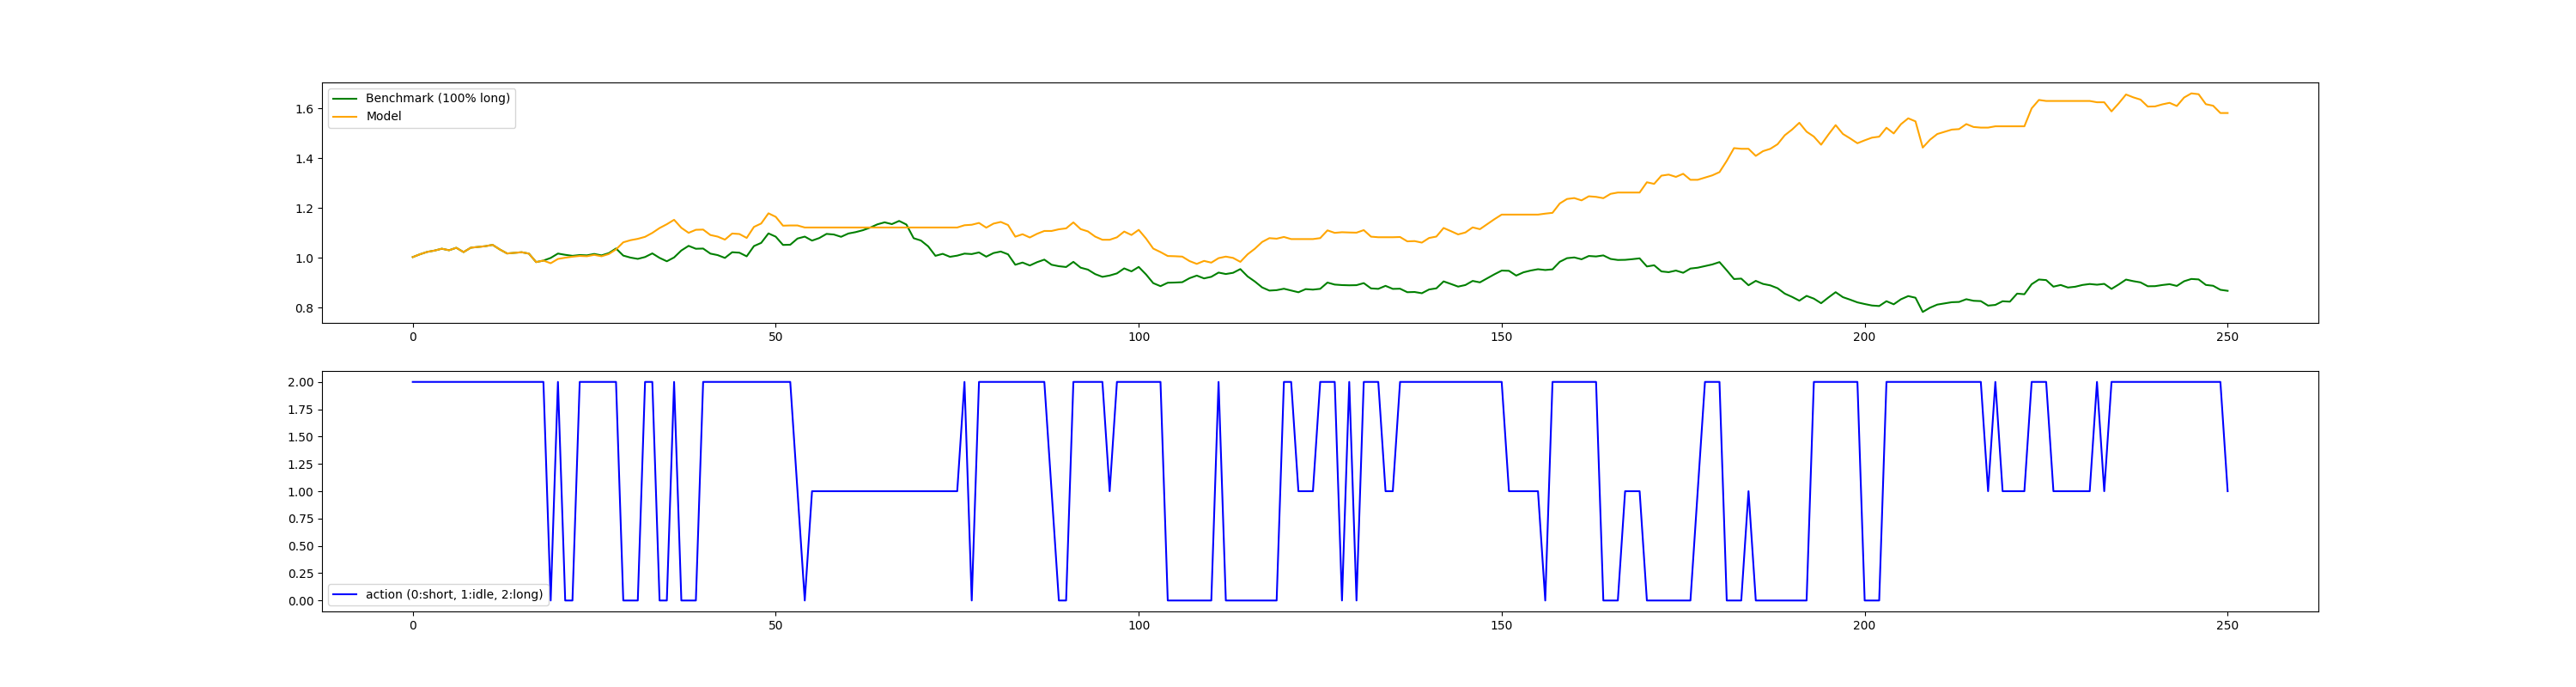 1.6
1.4
1.2
1.0
0.8
Benchmark (100% long)
Model
0 50 100 150 200 250
2.00
1.75
1.50
1.25
1.00
0.75
0.50
0.25
0.00
action (0:short, 1:idle, 2:long)
0 50 100 150 200 250